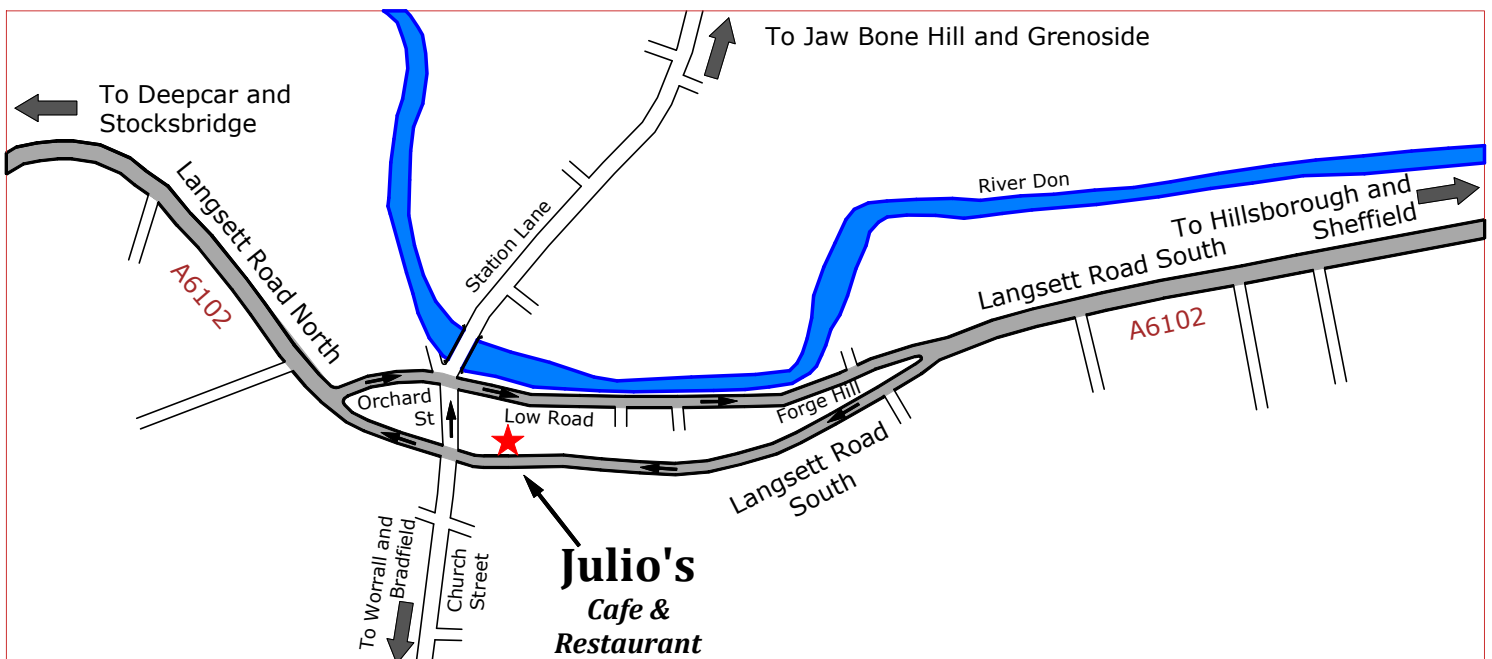 To Jaw Bone Hill and Grenoside
To Deepcar and
Stocksbridge
Langsett Road North
A6102
Station Lane
River Don
To Hillsborough and
Sheffield
Langsett Road South
A6102
Orchard
St
Low Road
Forge Hill
Langsett Road
South
To Worrall and
Bradfield
Church
Street
Julio's
Cafe &
Restaurant